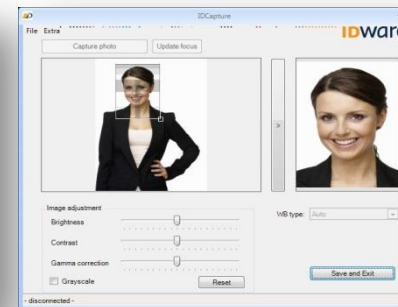 IDCapture
File Extra
IDware
Capture photo
Update focus
>
Image adjustment
Brightness
Contrast
Gamma correction
Grayscale
Reset
WB type: Auto
Save and Exit
- disconnected -